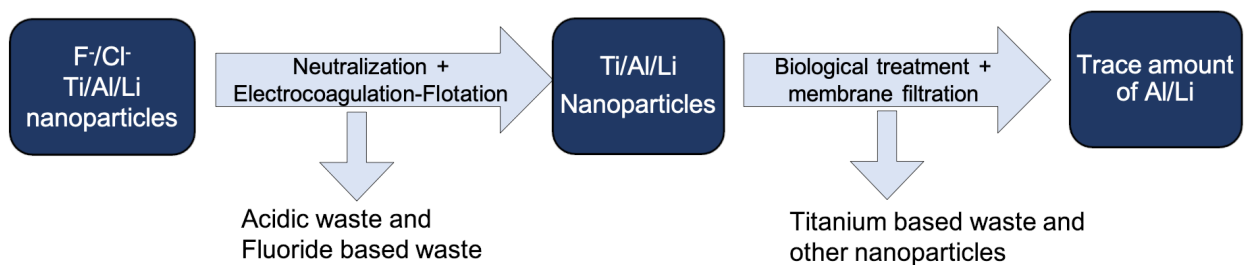 F⁻/Cl⁻
Ti/Al/Li
nanoparticles
Neutralization +
Electrocoagulation-Flotation
Acidic waste and
Fluoride based waste
Ti/Al/Li
Nanoparticles
Biological treatment +
membrane filtration
Titanium based waste and
other nanoparticles
Trace amount
of Al/Li